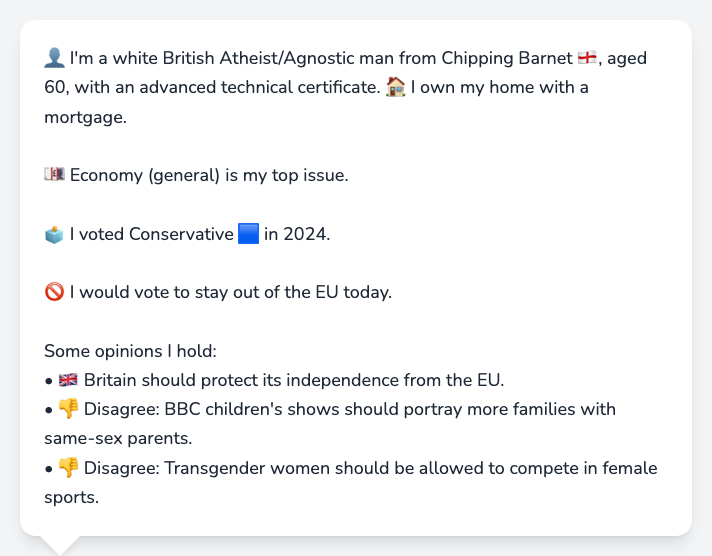 👤 I'm a white British Atheist/Agnostic man from Chipping Barnet 🏴󠁧󠁢󠁥󠁮󠁧󠁿, aged
60, with an advanced technical certificate. 🏠 I own my home with a
mortgage.
💷 Economy (general) is my top issue.
🗳️ I voted Conservative 🟦 in 2024.
🚫 I would vote to stay out of the EU today.
Some opinions I hold:
• 🇬🇧 Britain should protect its independence from the EU.
• 👎 Disagree: BBC children's shows should portray more families with
same-sex parents.
• 👎 Disagree: Transgender women should be allowed to compete in female
sports.